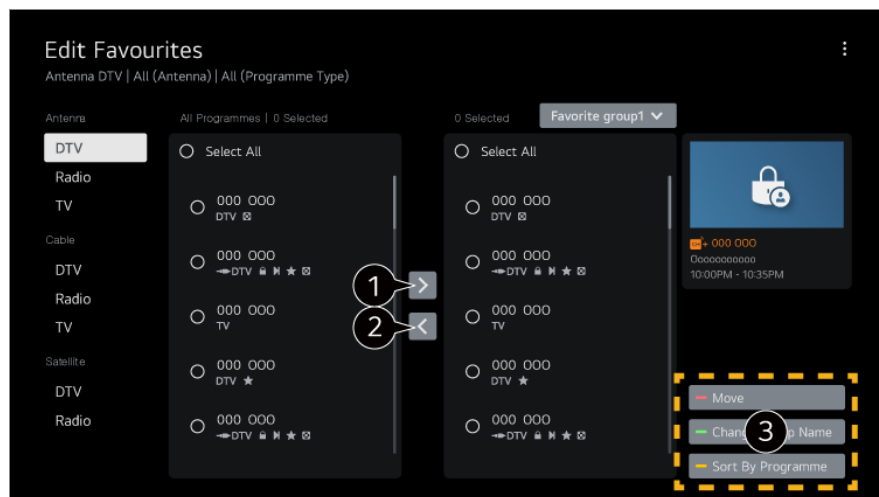 Edit Favourites
Antenna DTV | All (Antenna) | All (Programme Type)
Antenna
DTV
Radio
TV
Cable
DTV
Radio
TV
Satellite
DTV
Radio
All Programmes | 0 Selected
Select All
000 000
DTV
000 000
DTV
000 000
TV
000 000
DTV
000 000
DTV
1
2
0 Selected
Favorite group1
Select All
000 000
DTV
000 000
DTV
000 000
TV
000 000
DTV
000 000
DTV
+ 000 000
Oooooooooooo
10:00PM - 10:35PM
Move
3
Name
Sort By Programme